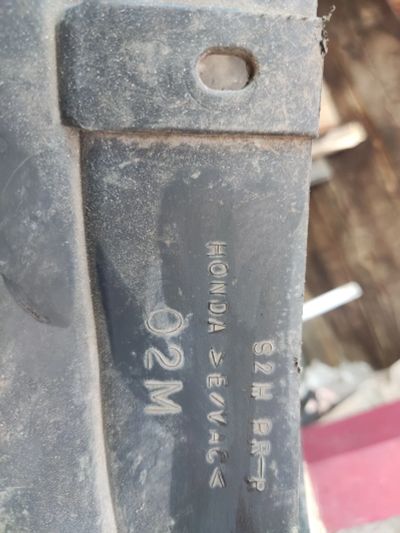 S2H RR-P
HONDA >E/VAC<
02M